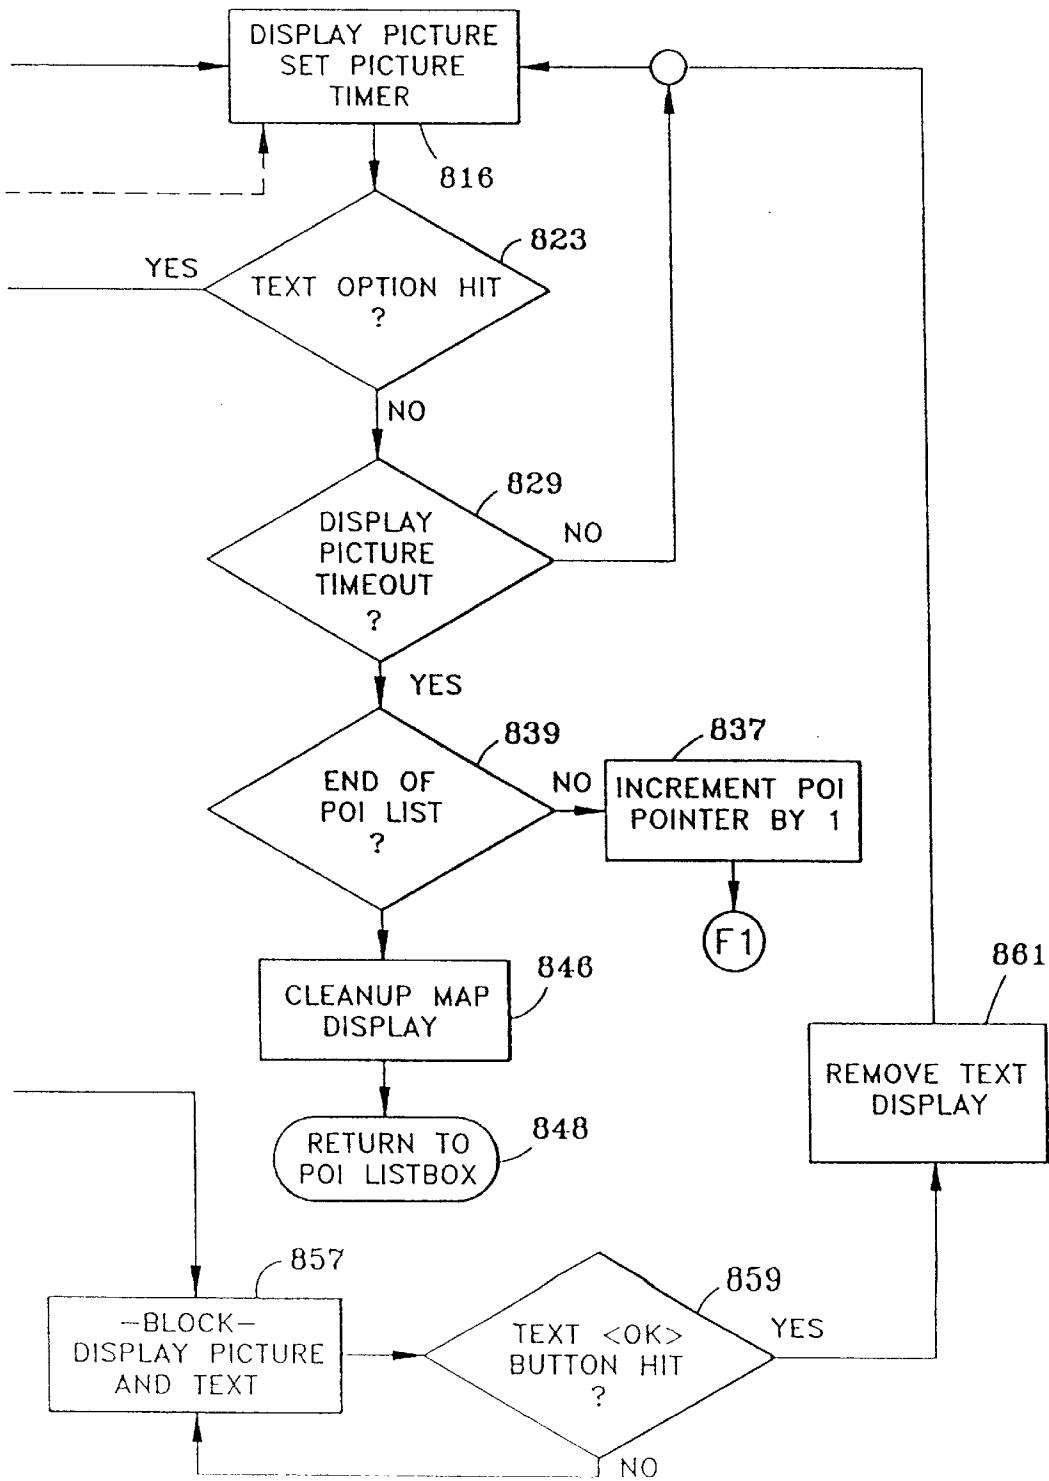 DISPLAY PICTURE
SET PICTURE
TIMER
816
823
YES
TEXT OPTION HIT
?
NO
829
DISPLAY
PICTURE
TIMEOUT
?
NO
YES
839
END OF
POI LIST
?
NO
837
INCREMENT POI
POINTER BY 1
F1
846
CLEANUP MAP
DISPLAY
861
REMOVE TEXT
DISPLAY
848
RETURN TO
POI LISTBOX
857
-BLOCK-
DISPLAY PICTURE
AND TEXT
859
TEXT <OK>
BUTTON HIT
?
YES
NO